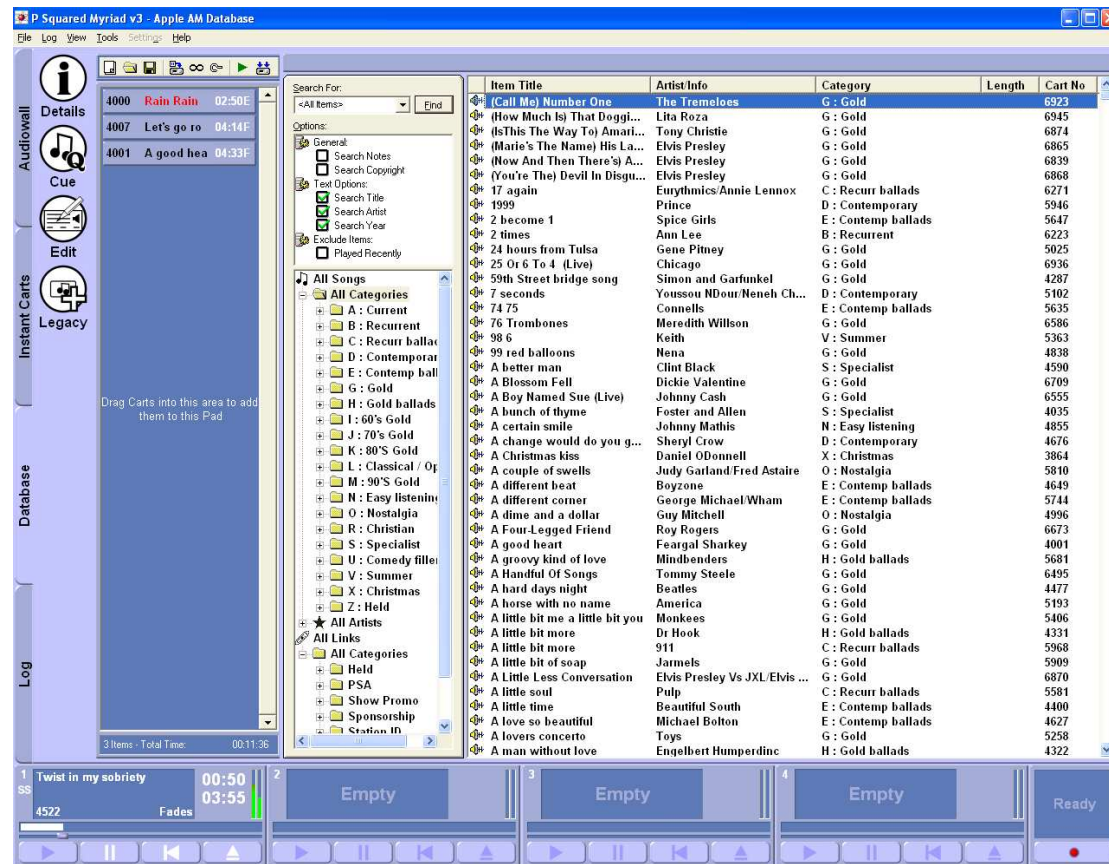 P Squared Myriad v3 - Apple AM Database
File Log View Tools Settings Help
Audiowall
Instant Carts
Database
Log
Details
Cue
Edit
Legacy
4000 Rain Rain 02:50E
4007 Let's go ro 04:14F
4001 A good hea 04:33F
Drag Carts into this area to add
them to this Pad
3 Items - Total Time: 00:11:36
Search For:
<All Items> Find
Options:
General:
Search Notes
Search Copyright
Text Options:
Search Title
Search Artist
Search Year
Exclude Items:
Played Recently
All Songs
All Categories
A : Current
B : Recurrent
C : Recurr ballad
D : Contemporar
E : Contemp ball
G : Gold
H : Gold ballads
I : 60's Gold
J : 70's Gold
K : 80'S Gold
L : Classical / Op
M : 90'S Gold
N : Easy listening
O : Nostalgia
R : Christian
S : Specialist
U : Comedy filler
V : Summer
X : Christmas
Z : Held
All Artists
All Links
All Categories
Held
PSA
Show Promo
Sponsorship
Station ID
Item Title Artist/Info Category Length Cart No
(Call Me) Number One The Tremeloes G : Gold 6923
(How Much Is) That Doggi... Lita Roza G : Gold 6945
(IsThis The Way To) Amari... Tony Christie G : Gold 6874
(Marie's The Name) His La... Elvis Presley G : Gold 6865
(Now And Then There's) A... Elvis Presley G : Gold 6839
(You're The) Devil In Disgu... Elvis Presley G : Gold 6868
17 again Eurythmics/Annie Lennox C : Recurr ballads 6271
1999 Prince D : Contemporary 5946
2 become 1 Spice Girls E : Contemp ballads 5647
2 times Ann Lee B : Recurrent 6223
24 hours from Tulsa Gene Pitney G : Gold 5025
25 Or 6 To 4 (Live) Chicago G : Gold 6936
59th Street bridge song Simon and Garfunkel G : Gold 4287
7 seconds Youssou NDour/Neneh Ch... D : Contemporary 5102
74 75 Connells E : Contemp ballads 5635
76 Trombones Meredith Willson G : Gold 6586
98 6 Keith V : Summer 5363
99 red balloons Nena G : Gold 4838
A better man Clint Black S : Specialist 4590
A Blossom Fell Dickie Valentine G : Gold 6709
A Boy Named Sue (Live) Johnny Cash G : Gold 6555
A bunch of thyme Foster and Allen S : Specialist 4035
A certain smile Johnny Mathis N : Easy listening 4855
A change would do you g... Sheryl Crow D : Contemporary 4676
A Christmas kiss Daniel ODonnell X : Christmas 3864
A couple of swells Judy Garland/Fred Astaire O : Nostalgia 5810
A different beat Boyzone E : Contemp ballads 4649
A different corner George Michael/Wham E : Contemp ballads 5744
A dime and a dollar Guy Mitchell O : Nostalgia 4996
A Four-Legged Friend Roy Rogers G : Gold 6673
A good heart Feargal Sharkey G : Gold 4001
A groovy kind of love Mindbenders H : Gold ballads 5681
A Handful Of Songs Tommy Steele G : Gold 6495
A hard days night Beatles G : Gold 4477
A horse with no name America G : Gold 5193
A little bit me a little bit you Monkees G : Gold 5406
A little bit more Dr Hook H : Gold ballads 4331
A little bit more 911 C : Recurr ballads 5968
A little bit of soap Jarmels G : Gold 5909
A Little Less Conversation Elvis Presley Vs JXL/Elvis ... G : Gold 6870
A little soul Pulp C : Recurr ballads 5581
A little time Beautiful South E : Contemp ballads 4400
A love so beautiful Michael Bolton E : Contemp ballads 4627
A lovers concerto Toys G : Gold 5258
A man without love Engelbert Humperdinc H : Gold ballads 4322
1 Twist in my sobriety 00:50
SS 03:55
4522 Fades
2 Empty
3 Empty
4 Empty
Ready